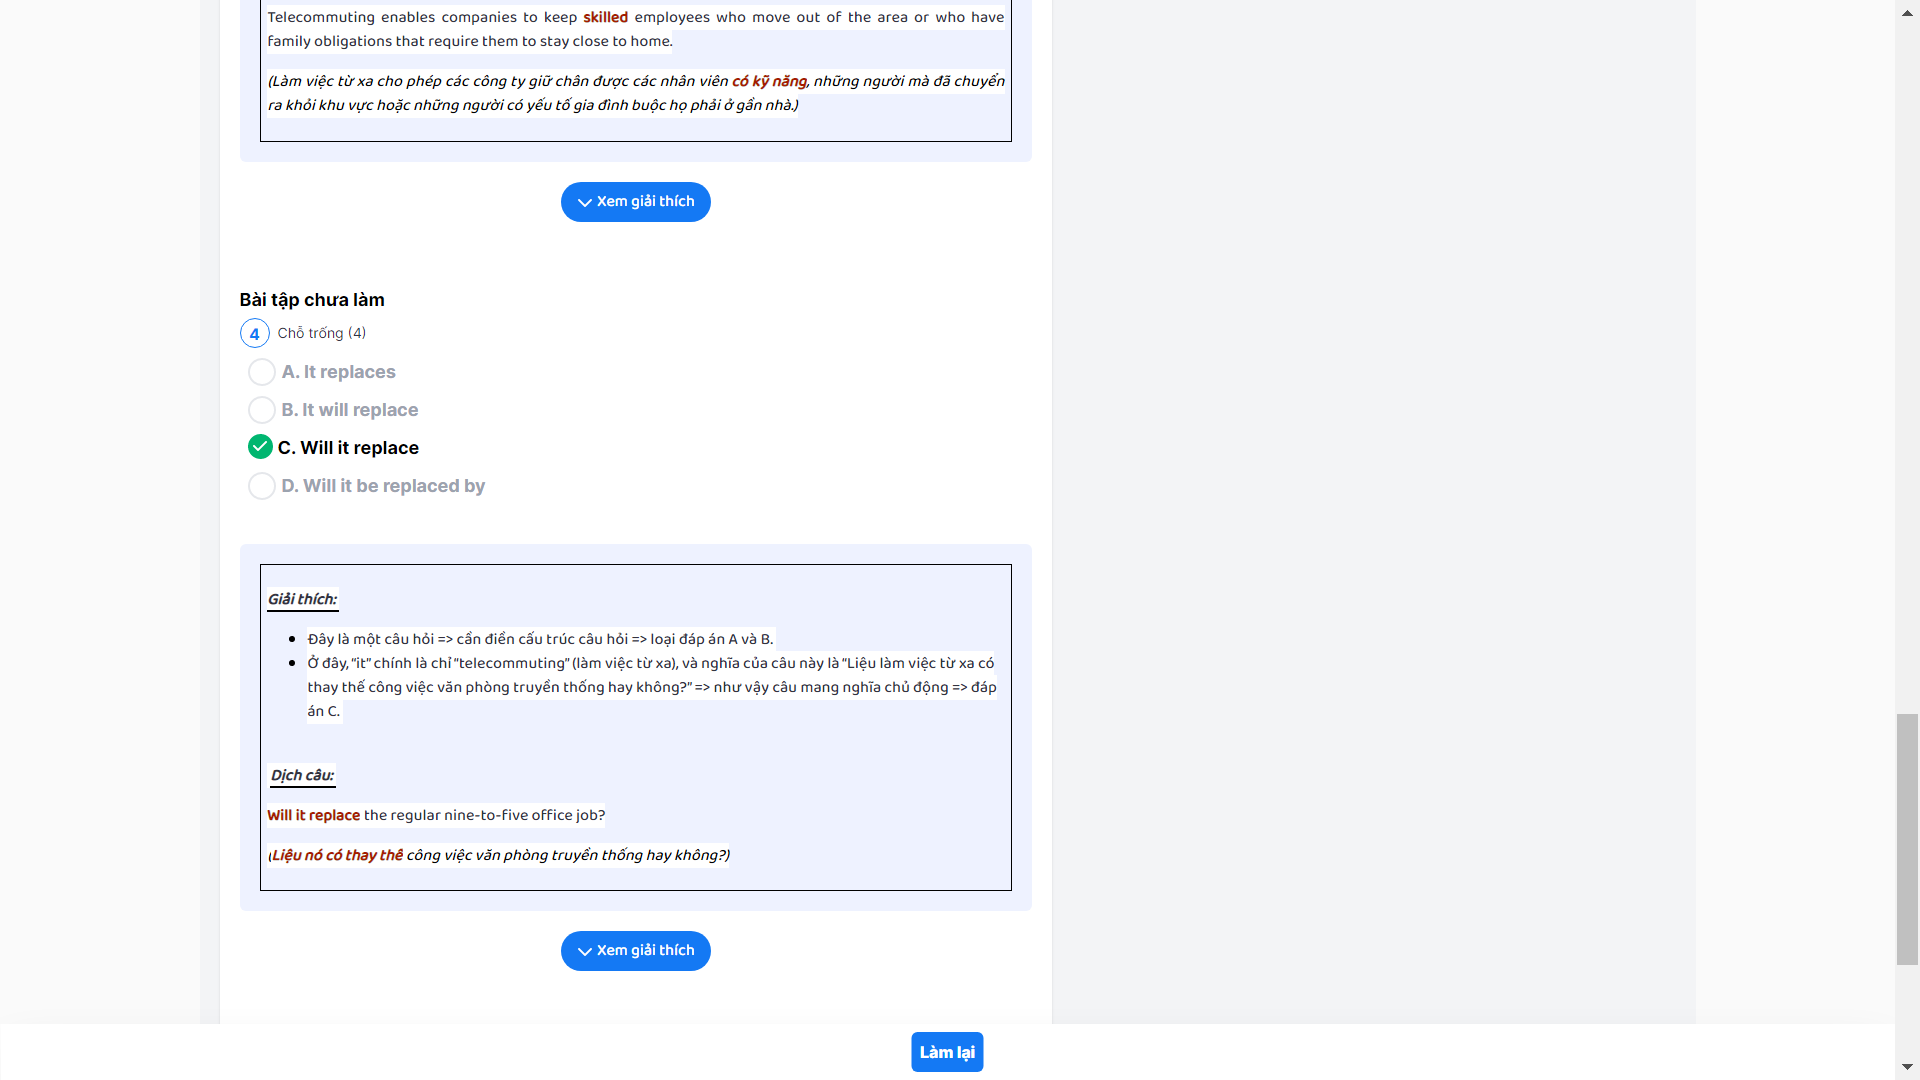 Telecommuting enables companies to keep skilled employees who move out of the area or who have
family obligations that require them to stay close to home.
(Làm việc từ xa cho phép các công ty giữ chân được các nhân viên có kỹ năng, những người mà đã chuyển
ra khỏi khu vực hoặc những người có yếu tố gia đình buộc họ phải ở gần nhà.)
Xem giải thích
Bài tập chưa làm
4 Chỗ trống (4)
A. It replaces
B. It will replace
C. Will it replace
D. Will it be replaced by
Giải thích:
Đây là một câu hỏi => cần điền cấu trúc câu hỏi => loại đáp án A và B.
Ở đây, “it” chính là chỉ “telecommuting” (làm việc từ xa), và nghĩa của câu này là “Liệu làm việc từ xa có
thay thế công việc văn phòng truyền thống hay không?” => như vậy câu mang nghĩa chủ động => đáp
án C.
Dịch câu:
Will it replace the regular nine-to-five office job?
(Liệu nó có thay thế công việc văn phòng truyền thống hay không?)
Xem giải thích
Làm lại